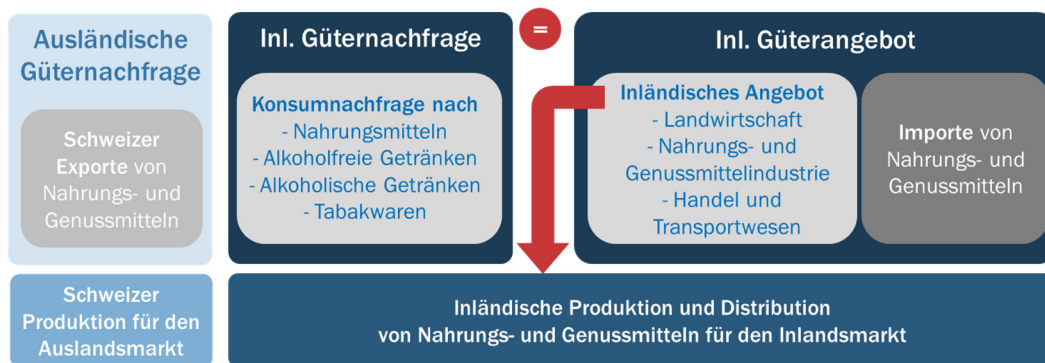 Ausländische
Güternachfrage
Schweizer
Exporte von
Nahrungs- und
Genussmitteln
Inl. Güternachfrage
Konsumnachfrage nach
- Nahrungsmitteln
- Alkoholfreie Getränken
- Alkoholische Getränken
- Tabakwaren
=
Inl. Güterangebot
Inländisches Angebot
- Landwirtschaft
- Nahrungs- und
Genussmittelindustrie
- Handel und
Transportwesen
Importe von
Nahrungs- und
Genussmitteln
Schweizer
Produktion für den
Auslandsmarkt
Inländische Produktion und Distribution
von Nahrungs- und Genussmitteln für den Inlandsmarkt